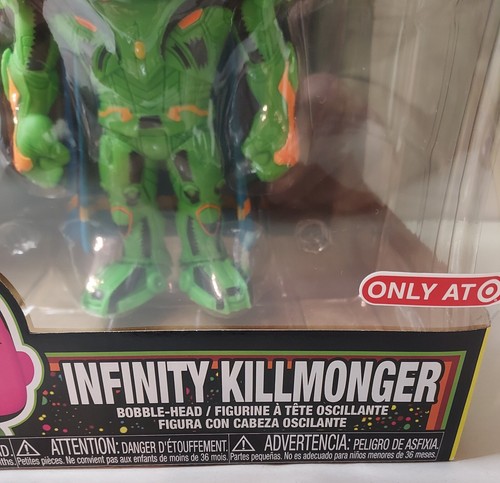 ONLY AT
INFINITY KILLMONGER
BOBBLE-HEAD / FIGURINE À TÊTE OSCILLANTE
FIGURA CON CABEZA OSCILANTE
ATTENTION: DANGER D'ÉTOUFFEMENT.
Petites pièces. Ne convient pas aux enfants de moins de 36 mois.
ADVERTENCIA: PELIGRO DE ASFIXIA.
Partes pequeñas. No es adecuado para niños menores de 36 meses.